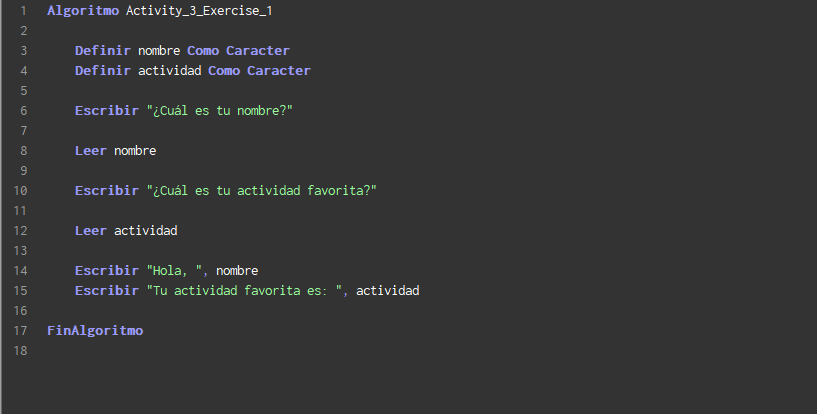 1 Algoritmo Activity_3_Exercise_1
2
3 Definir nombre Como Caracter
4 Definir actividad Como Caracter
5
6 Escribir "¿Cuál es tu nombre?"
7
8 Leer nombre
9
10 Escribir "¿Cuál es tu actividad favorita?"
11
12 Leer actividad
13
14 Escribir "Hola, ", nombre
15 Escribir "Tu actividad favorita es: ", actividad
16
17 FinAlgoritmo
18